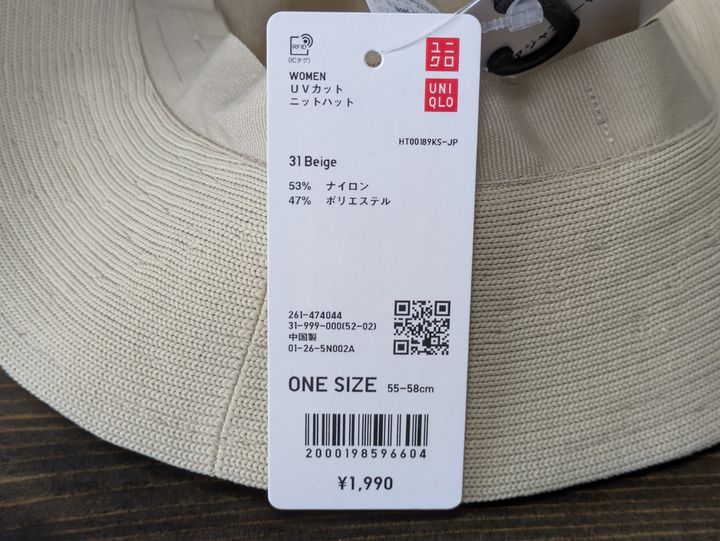 RFID
(ICタグ)
ユニ
クロ
UNI
QLO
WOMEN
UVカット
ニットハット
HT00189KS-JP
31 Beige
53% ナイロン
47% ポリエステル
261-474044
31-999-000(52-02)
中国製
01-26-5N002A
ONE SIZE 55-58cm
2000198596604
¥1,990